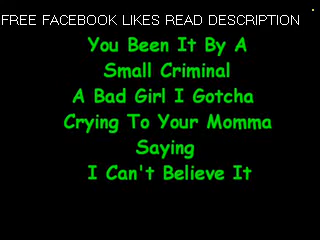 FREE FACEBOOK LIKES READ DESCRIPTION
You Been It By A
Small Criminal
A Bad Girl I Gotcha
Crying To Your Momma
Saying
I Can't Believe It